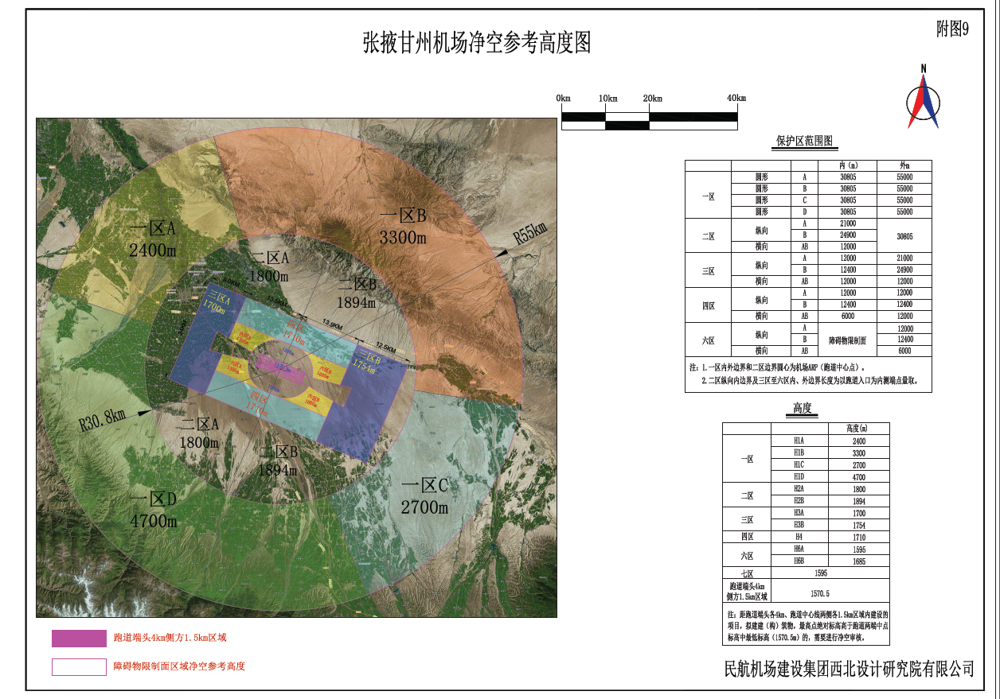 附图9
张掖甘州机场净空参考高度图
N
0km 10km 20km 40km
一区A
2400m
一区B
3300m
R55km
二区A
1800m
二区B
1894m
三区A
1700m
13.9KM
12.5KM
四区
1710m
三区B
1754m
四区
1710m
R30.8km
二区A
1800m
二区B
1894m
一区C
2700m
一区D
4700m
保护区范围图
内（m） 外m
一区 圆形 A 30805 55000
圆形 B 30805 55000
圆形 C 30805 55000
圆形 D 30805 55000
二区 纵向 A 21000 30805
B 24900
横向 AB 12000
三区 纵向 A 12000 21000
B 12400 24900
横向 AB 12000 12000
四区 纵向 A 12000 12000
B 12400 12400
横向 AB 6000 12000
六区 纵向 A 障碍物限制面 12000
B 12400
横向 AB 6000
注：1.一区内外边界和二区边界圆心为机场ARP（跑道中心点）。
2.二区纵向内边界及三区至六区内、外边界长度为以跑道入口为内测端点量取。
高度
高度(m)
一区 H1A 2400
H1B 3300
H1C 2700
H1D 4700
二区 H2A 1800
H2B 1894
三区 H3A 1700
H3B 1754
四区 H4 1710
六区 H6A 1595
H6B 1685
七区 1595
跑道端头4km
侧方1.5km区域 1570.5
注：距跑道端头各4km、跑道中心线两侧各1.5km区域内建设的
项目，拟建建（构）筑物，最高点绝对标高高于跑道两端中点
标高中最低标高（1570.5m）的，需要进行净空审核。
跑道端头4km侧方1.5km区域
障碍物限制面区域净空参考高度
民航机场建设集团西北设计研究院有限公司